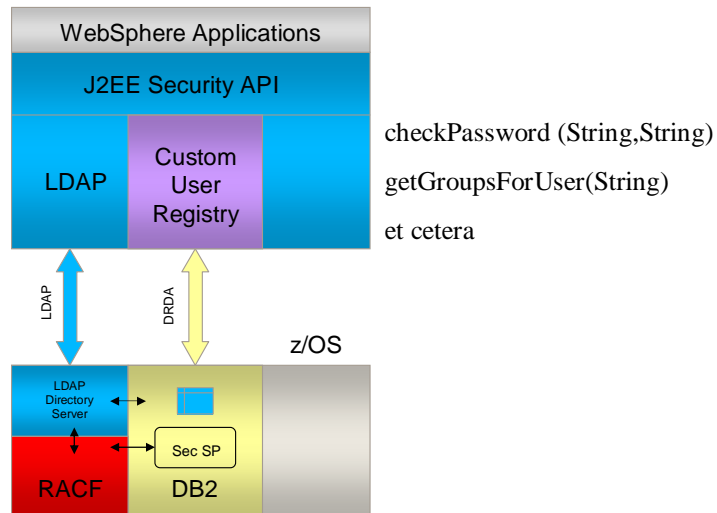 WebSphere Applications
J2EE Security API
LDAP
Custom
User
Registry
checkPassword (String,String)
getGroupsForUser(String)
et cetera
LDAP
DRDA
z/OS
LDAP
Directory
Server
Sec SP
RACF
DB2